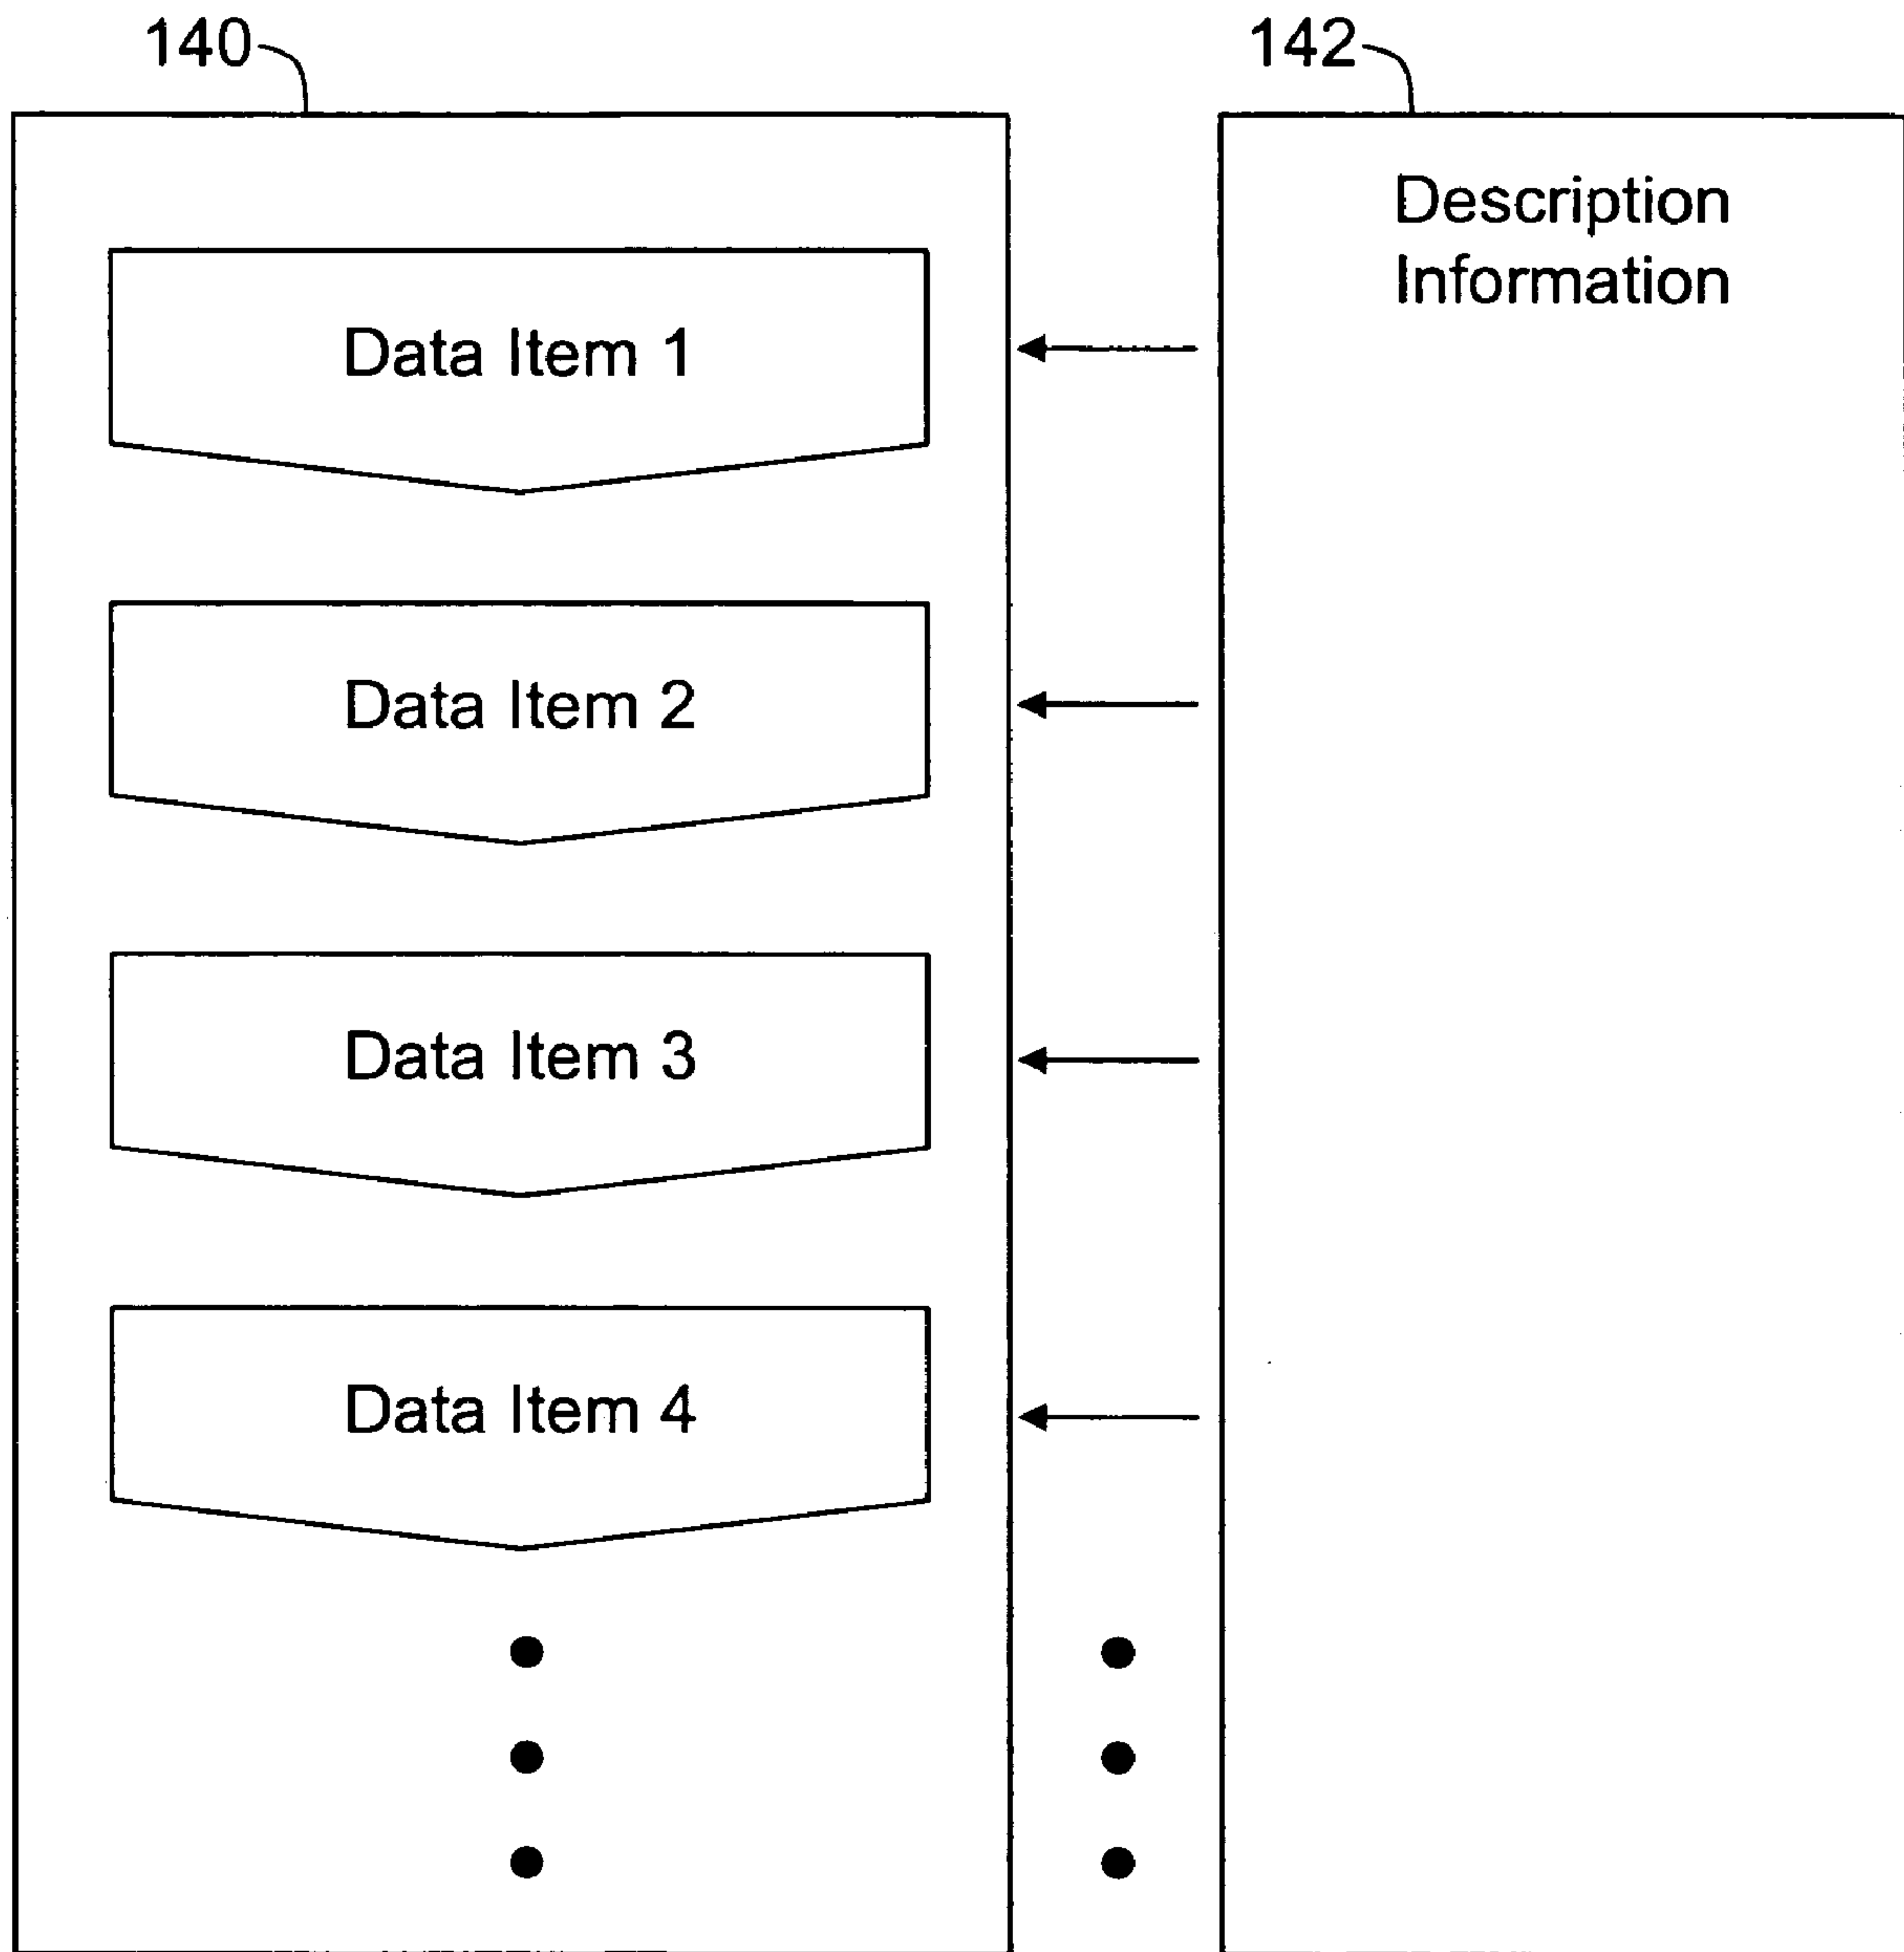 140
142
Description
Information
Data Item 1
Data Item 2
Data Item 3
Data Item 4